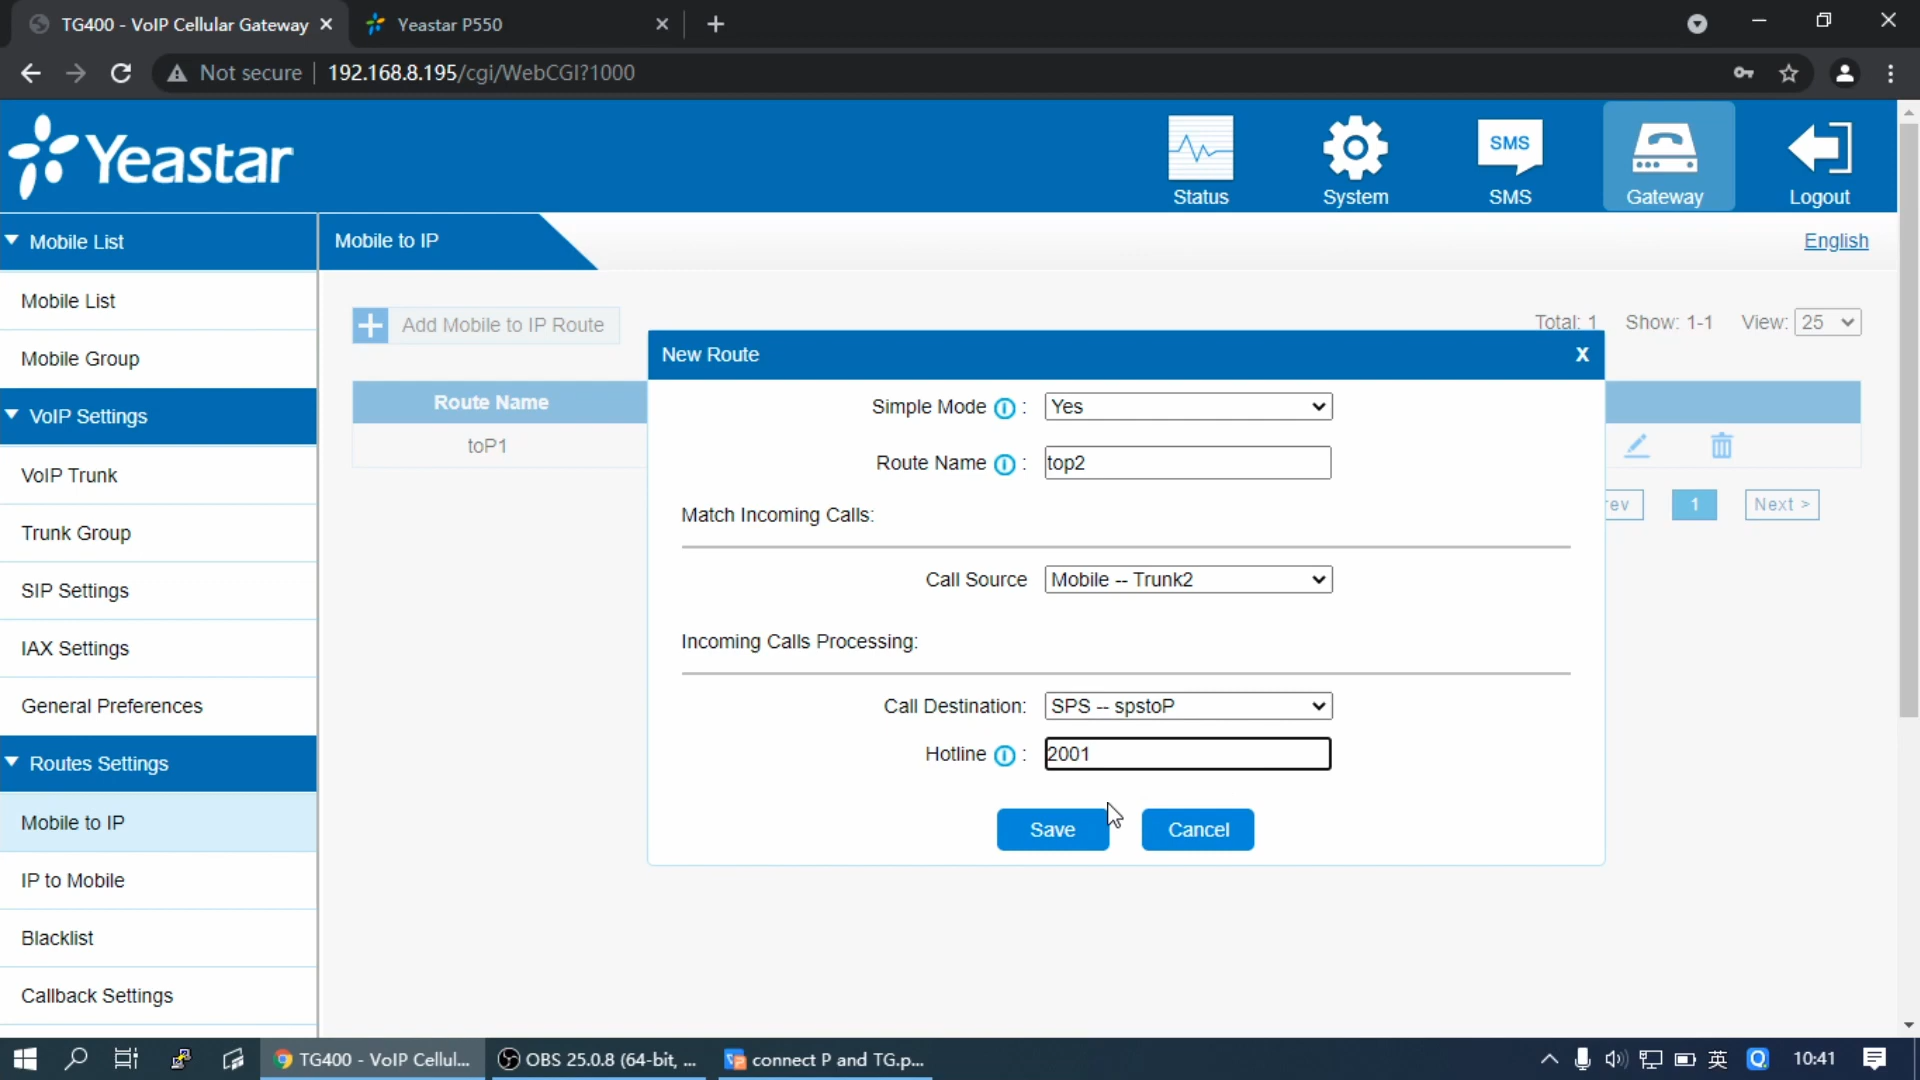 TG400 - VoIP Cellular Gateway
Yeastar P550
Not secure
192.168.8.195/cgi/WebCGI?1000
Yeastar
Status
System
SMS
SMS
Gateway
Logout
Mobile List
Mobile to IP
English
Mobile List
Mobile Group
VoIP Settings
VoIP Trunk
Trunk Group
SIP Settings
IAX Settings
General Preferences
Routes Settings
Mobile to IP
IP to Mobile
Blacklist
Callback Settings
Add Mobile to IP Route
Total: 1 Show: 1-1 View: 25
Route Name
toP1
rev 1 Next >
New Route X
Simple Mode i : Yes
Route Name i : top2
Match Incoming Calls:
Call Source Mobile -- Trunk2
Incoming Calls Processing:
Call Destination: SPS -- spstoP
Hotline i : 2001
Save Cancel
TG400 - VoIP Cellul...
OBS 25.0.8 (64-bit, ...
connect P and TG.p...
英
10:41